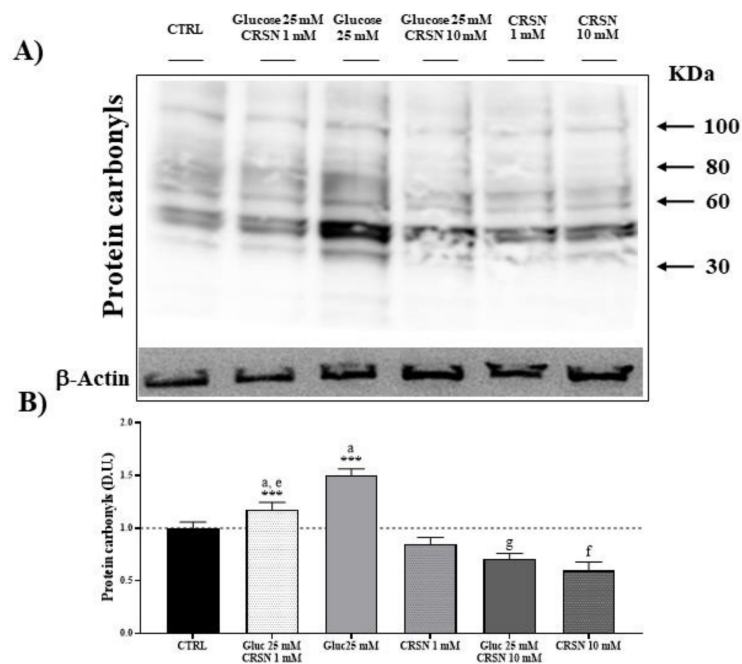 A)
CTRL
Glucose 25 mM
CRSN 1 mM
Glucose
25 mM
Glucose 25 mM
CRSN 10 mM
CRSN
1 mM
CRSN
10 mM
KDa
Protein carbonyls
100
80
60
30
β-Actin
B)
Protein carbonyls (D.U.)
2.0
1.5
1.0
0.5
0.0
a, e
***
a
***
g
f
CTRL
Gluc 25 mM
CRSN 1 mM
Gluc25 mM
CRSN 1 mM
Gluc 25 mM
CRSN 10 mM
CRSN 10 mM